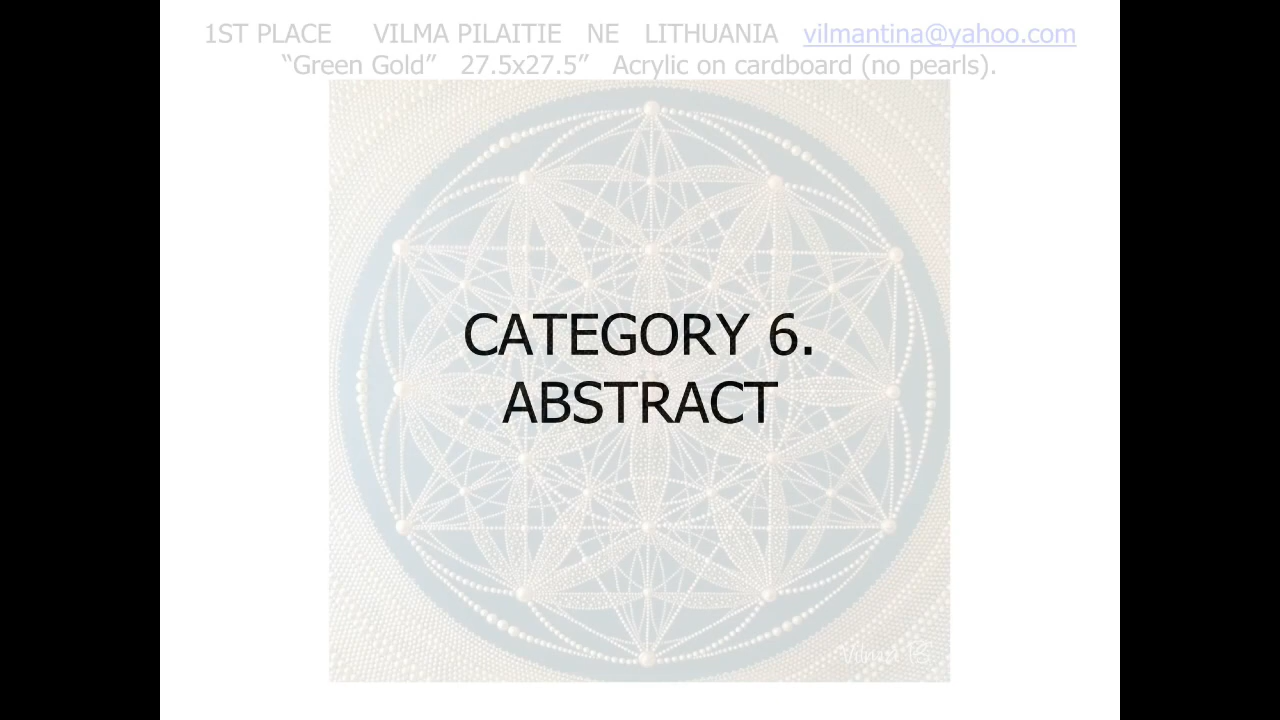 1ST PLACE VILMA PILAITIE NE LITHUANIA vilmantina@yahoo.com
“Green Gold” 27.5x27.5” Acrylic on cardboard (no pearls).
CATEGORY 6.
ABSTRACT